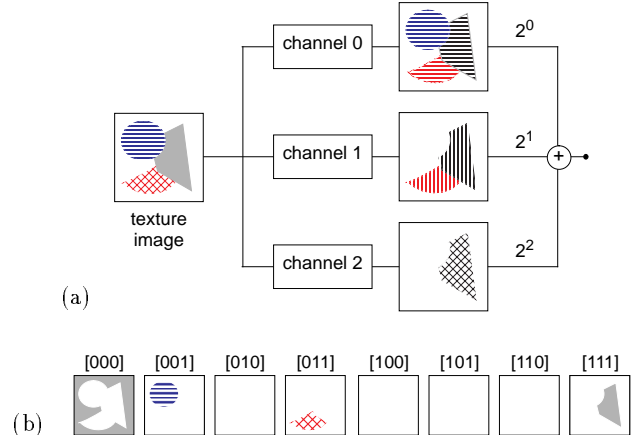 channel 0
2^0
channel 1
2^1
+
texture
image
channel 2
2^2
(a)
[000] [001] [010] [011] [100] [101] [110] [111]
(b)